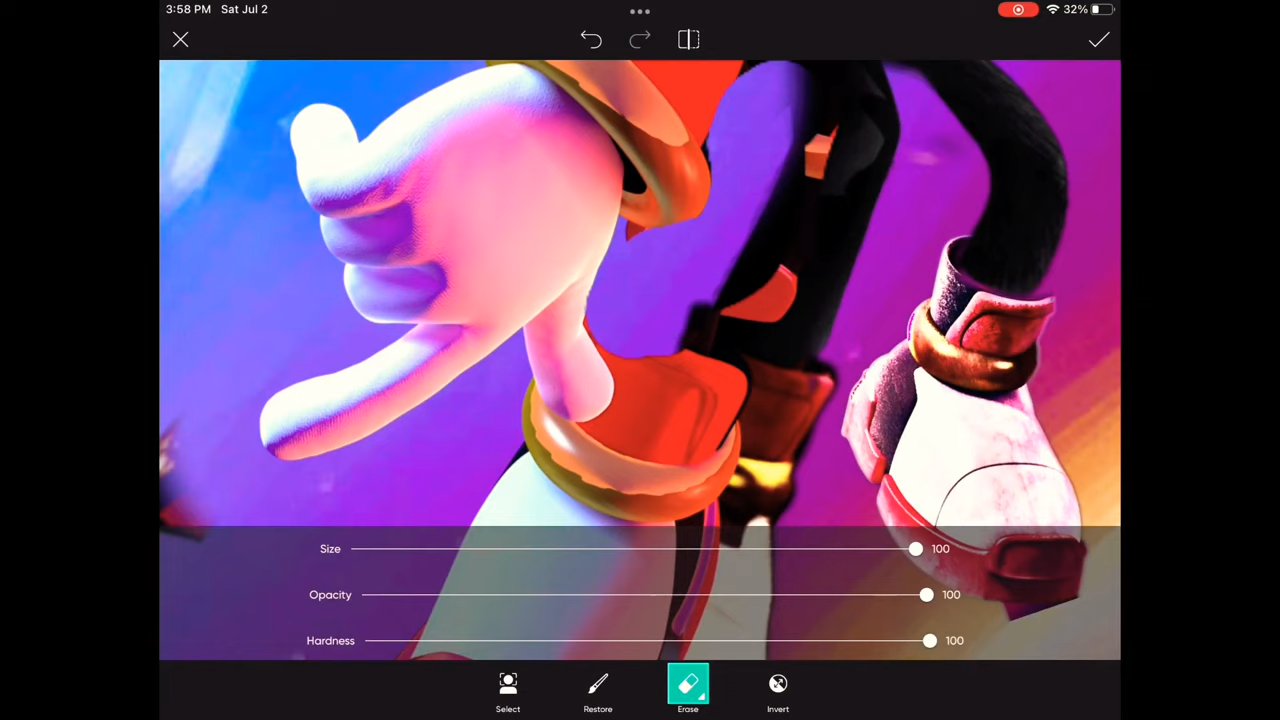 3:58 PM Sat Jul 2
32%
Size 100
Opacity 100
Hardness 100
Select Restore Erase Invert